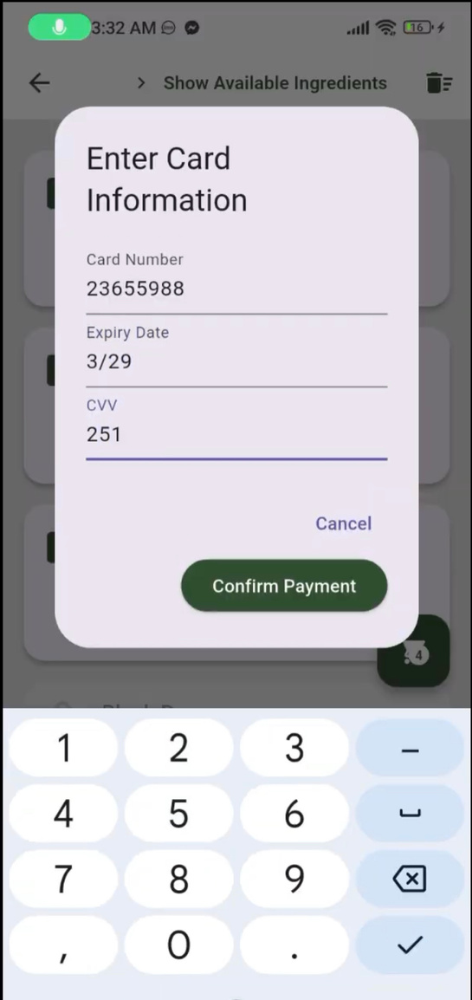 3:32 AM
16
Show Available Ingredients
Enter Card
Information
Card Number
23655988
Expiry Date
3/29
CVV
251
Cancel
Confirm Payment
4
1 2 3 –
4 5 6
7 8 9
, 0 .